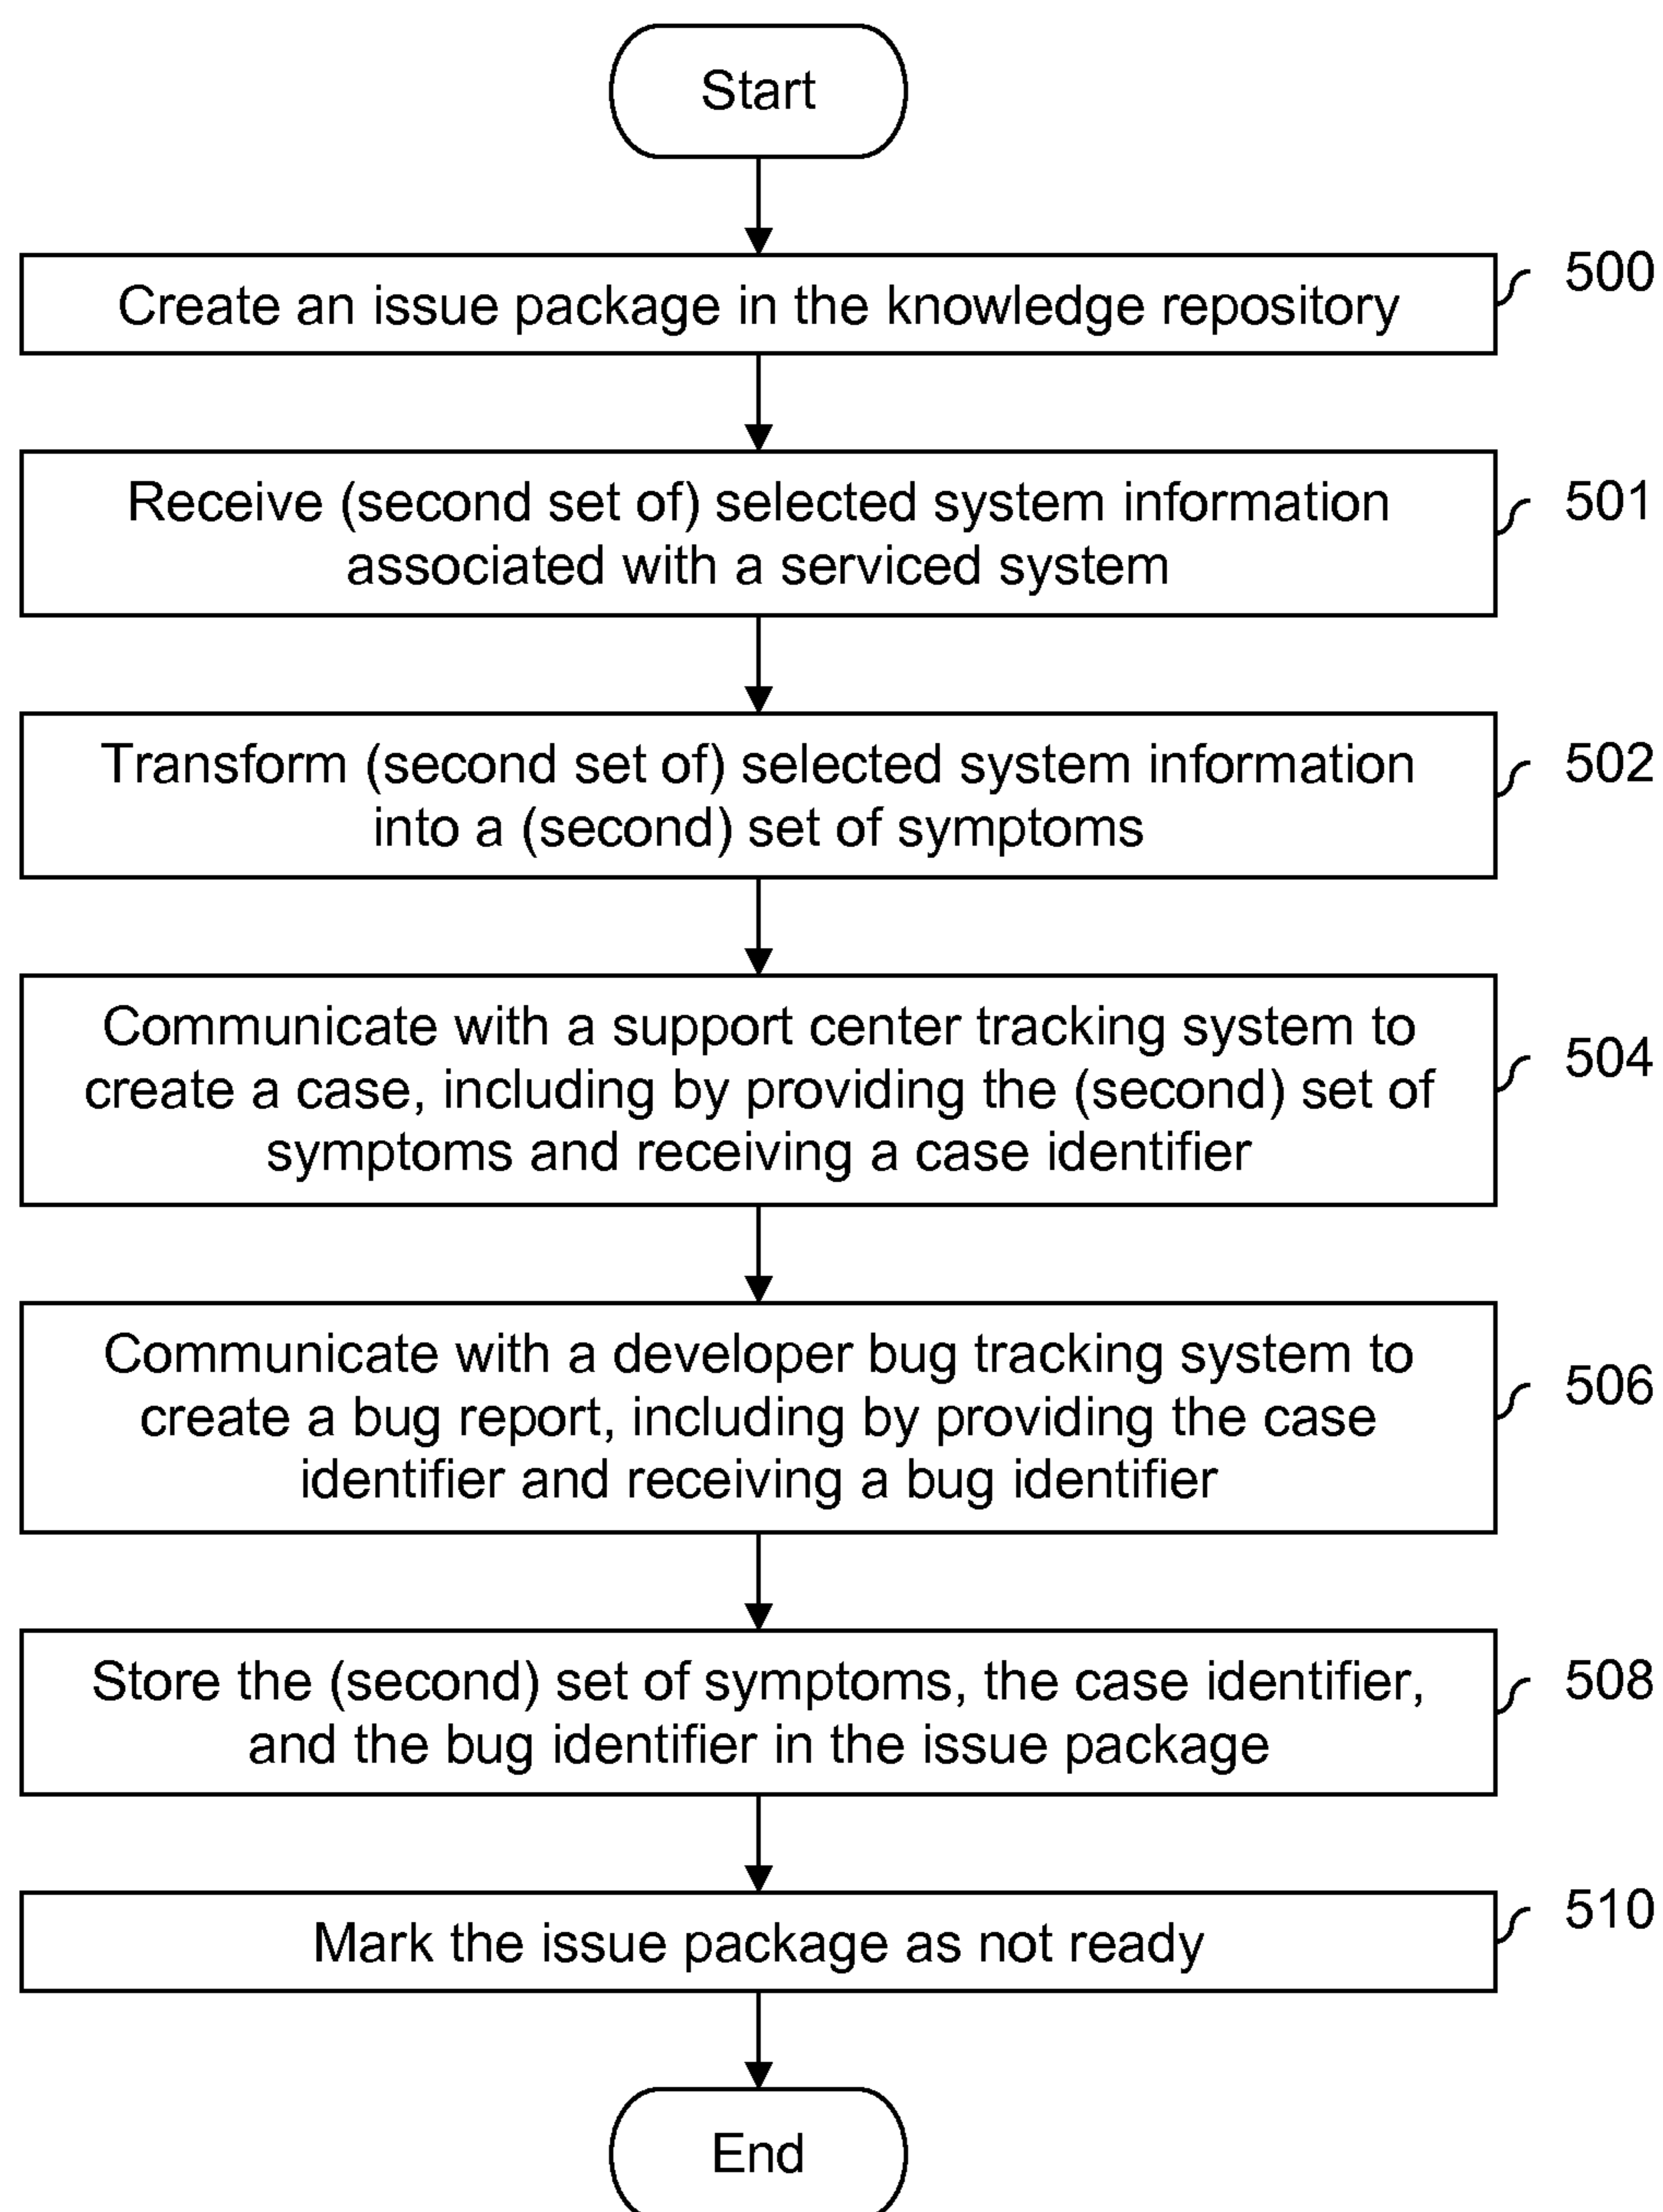 Start
Create an issue package in the knowledge repository
500
Receive (second set of) selected system information
associated with a serviced system
501
Transform (second set of) selected system information
into a (second) set of symptoms
502
Communicate with a support center tracking system to
create a case, including by providing the (second) set of
symptoms and receiving a case identifier
504
Communicate with a developer bug tracking system to
create a bug report, including by providing the case
identifier and receiving a bug identifier
506
Store the (second) set of symptoms, the case identifier,
and the bug identifier in the issue package
508
Mark the issue package as not ready
510
End